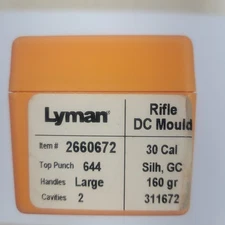 Lyman®
Rifle
DC Mould
Item # 2660672
30 Cal
Top Punch 644
Silh, GC
Handles Large
160 gr
Cavities 2
311672